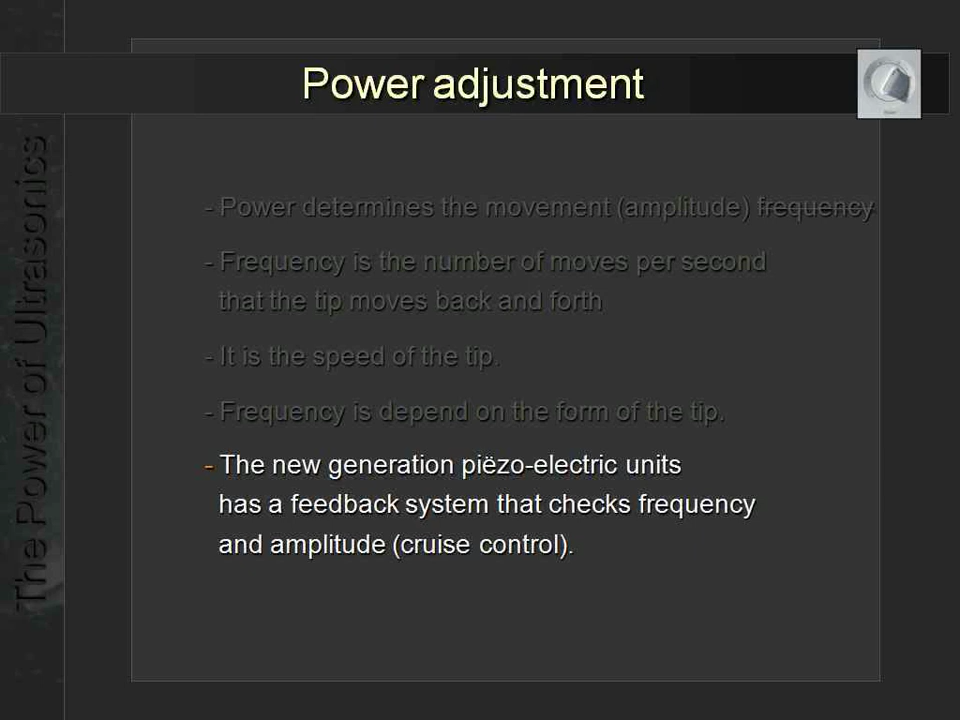 Power adjustment
The Power of Ultrasonics
- Power determines the movement (amplitude) frequency
- Frequency is the number of moves per second
that the tip moves back and forth
- It is the speed of the tip.
- Frequency is depend on the form of the tip.
- The new generation piëzo-electric units
has a feedback system that checks frequency
and amplitude (cruise control).